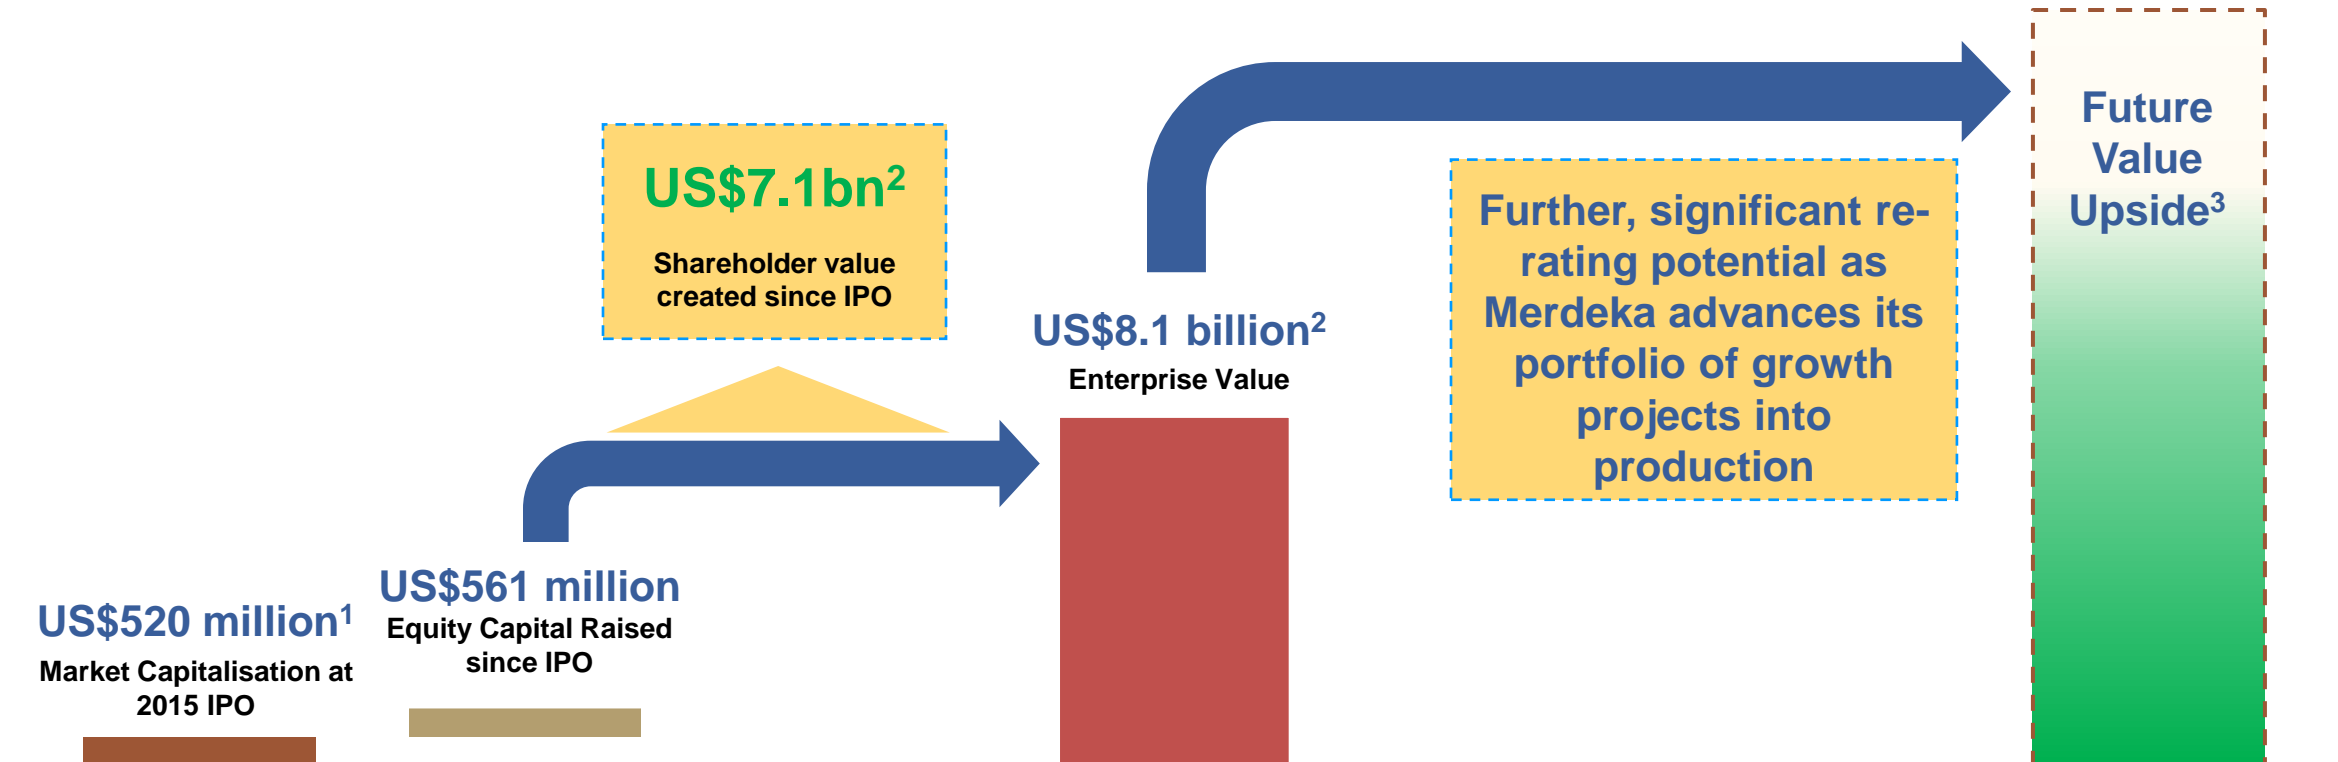 US$520 million¹
Market Capitalisation at
2015 IPO
US$561 million
Equity Capital Raised
since IPO
US$7.1bn²
Shareholder value
created since IPO
US$8.1 billion²
Enterprise Value
Further, significant re-
rating potential as
Merdeka advances its
portfolio of growth
projects into
production
Future
Value
Upside³